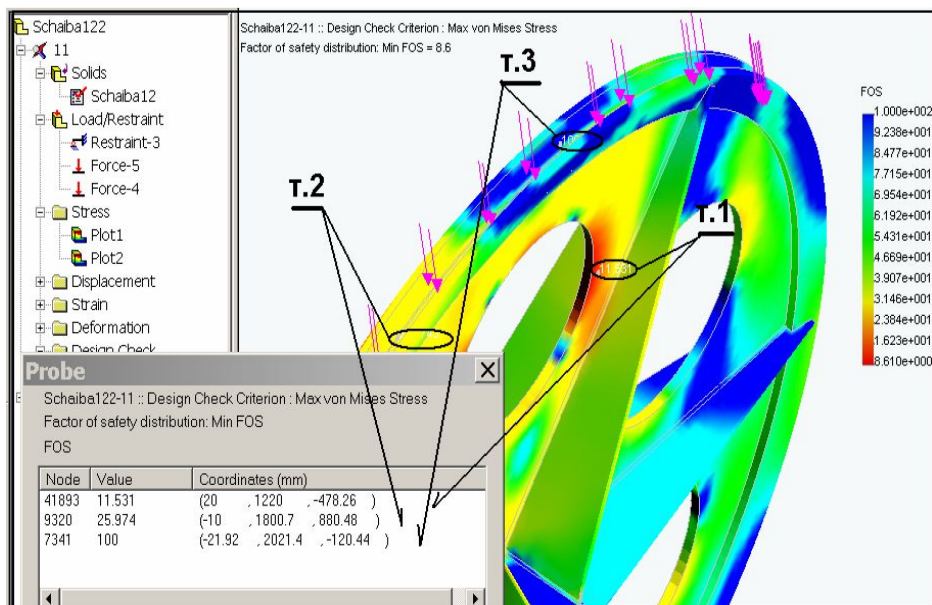 Schaiba122
11
Solids
Schaiba12
Load/Restraint
Restraint-3
Force-5
Force-4
Stress
Plot1
Plot2
Displacement
Strain
Deformation
Design Check
Schaiba122-11 :: Design Check Criterion : Max von Mises Stress
Factor of safety distribution: Min FOS = 8.6
т.3
т.2
т.1
10
11.531
FOS
1.000e+002
9.238e+001
8.477e+001
7.715e+001
6.954e+001
6.192e+001
5.431e+001
4.669e+001
3.907e+001
3.146e+001
2.384e+001
1.623e+001
8.610e+000
Probe
Schaiba122-11 :: Design Check Criterion : Max von Mises Stress
Factor of safety distribution: Min FOS
FOS
Node Value Coordinates (mm)
41893 11.531 (20 ,1220 ,-478.26 )
9320 25.974 (-10 ,1800.7 ,880.48 )
7341 100 (-21.92 ,2021.4 ,-120.44 )